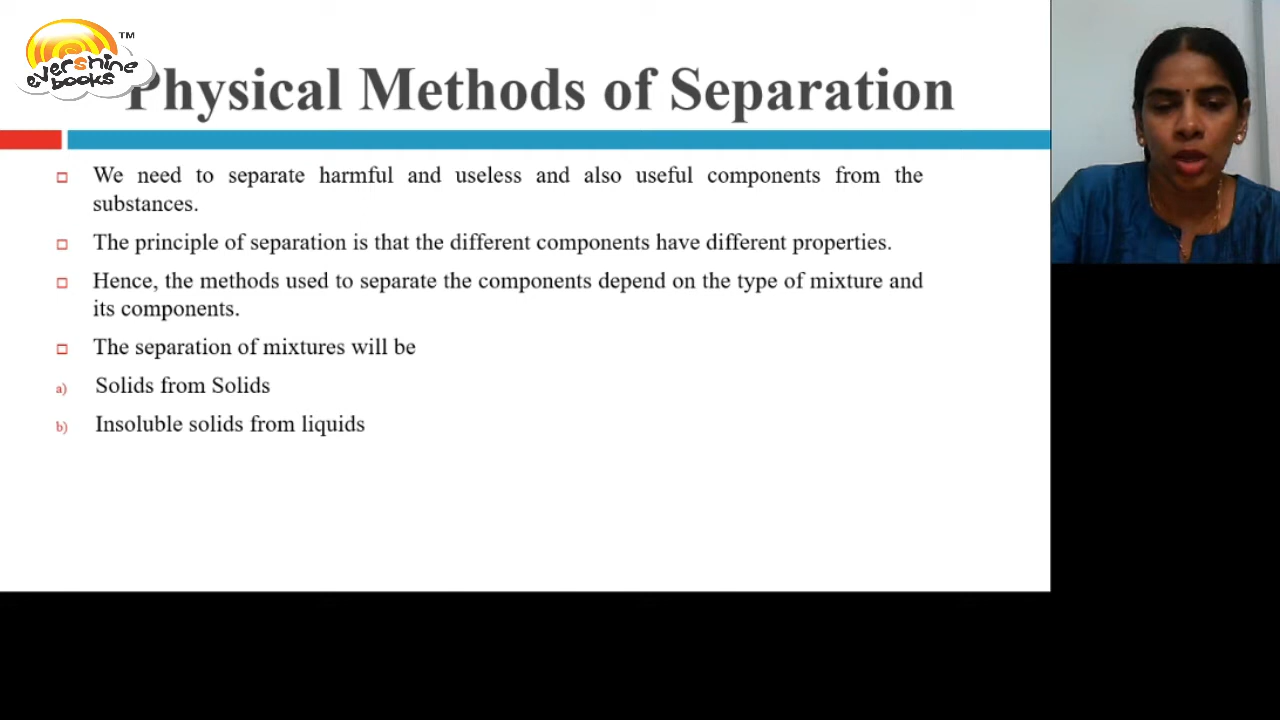 evershine
books
TM
Physical Methods of Separation
We need to separate harmful and useless and also useful components from the
substances.
The principle of separation is that the different components have different properties.
Hence, the methods used to separate the components depend on the type of mixture and
its components.
The separation of mixtures will be
a) Solids from Solids
b) Insoluble solids from liquids